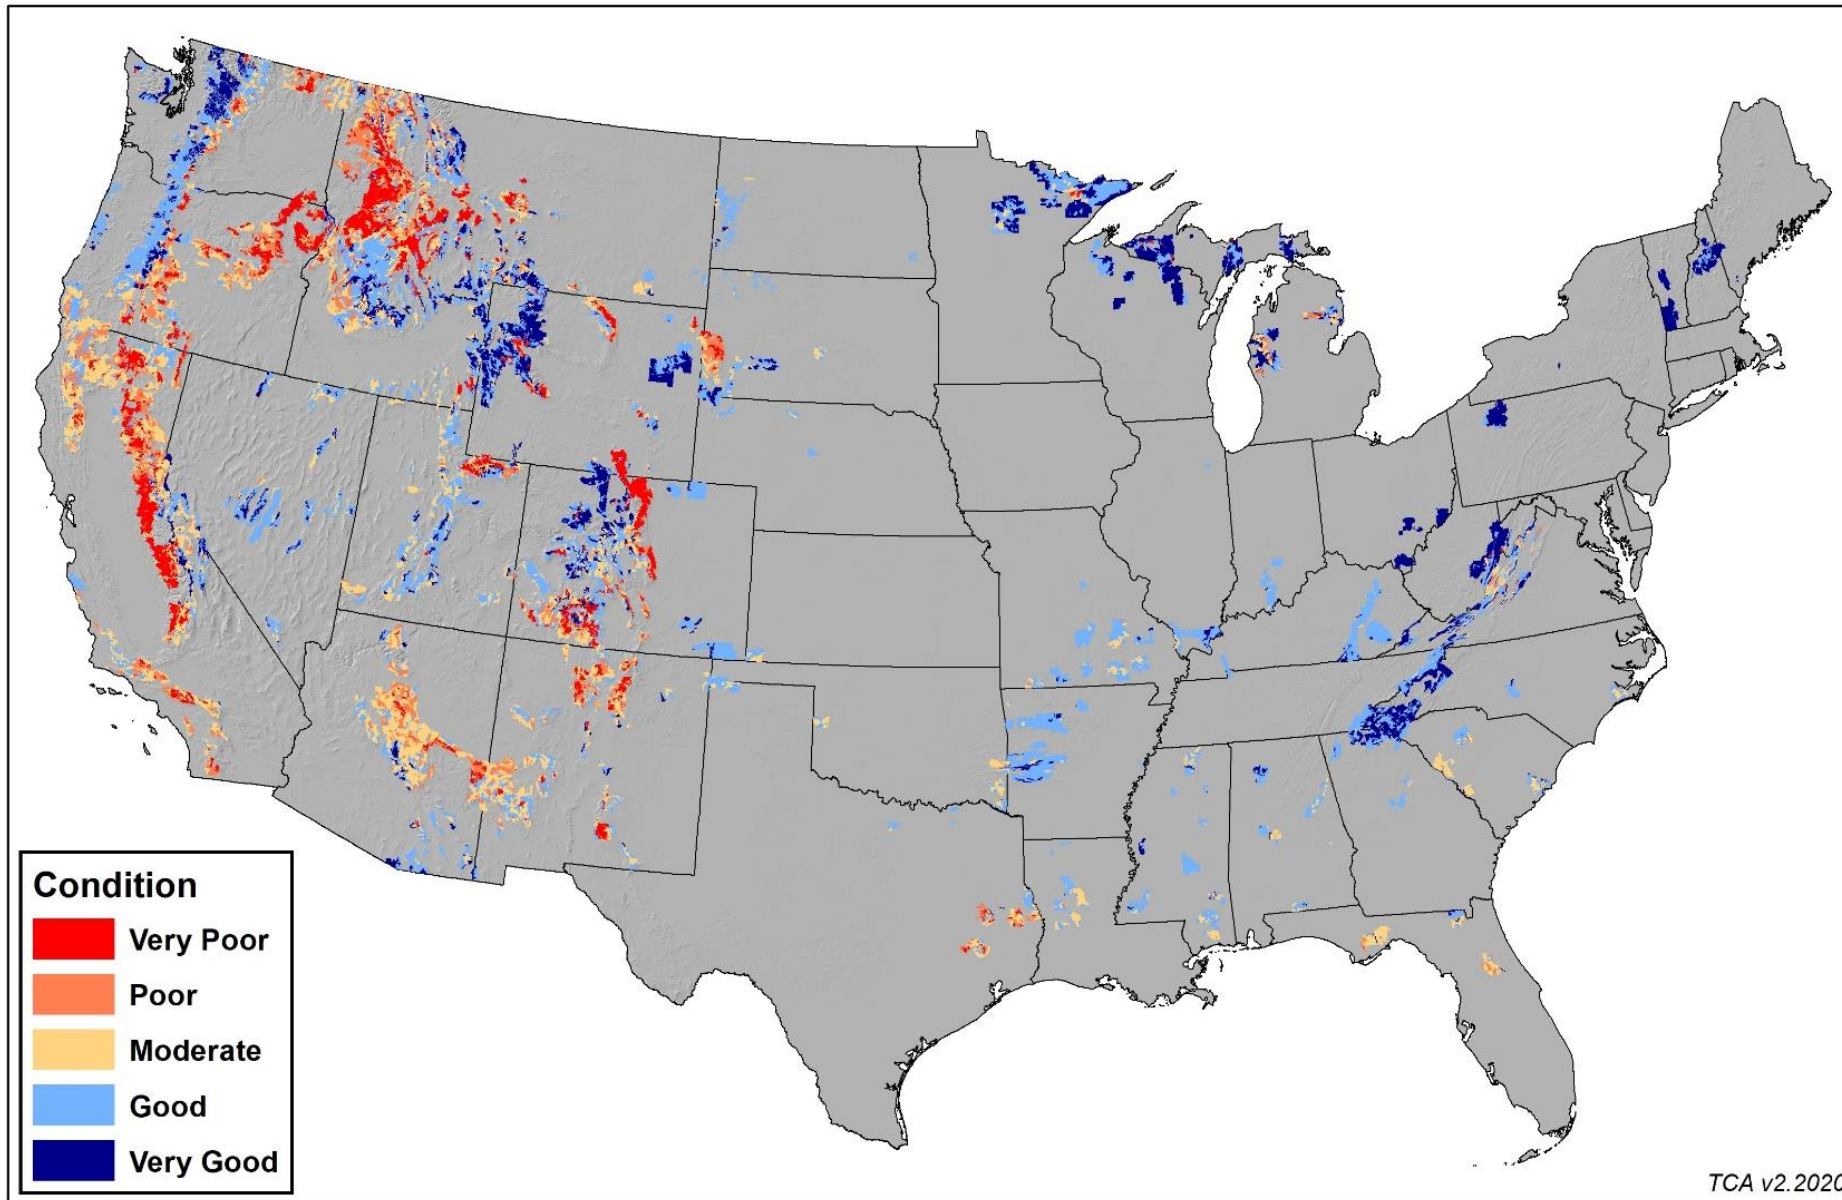 Condition
Very Poor
Poor
Moderate
Good
Very Good
TCA v2.2020